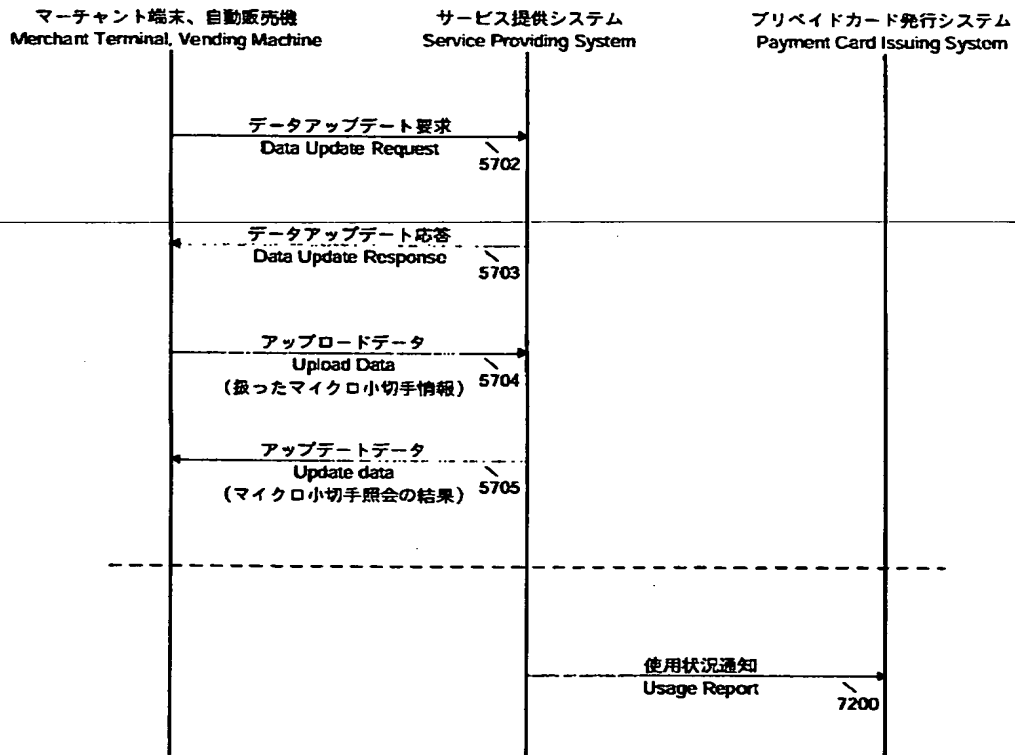 マーチャント端末、自動販売機
Merchant Terminal, Vending Machine
サービス提供システム
Service Providing System
プリペイドカード発行システム
Payment Card Issuing System
データアップデート要求
Data Update Request
5702
データアップデート応答
Data Update Response
5703
アップロードデータ
Upload Data
(扱ったマイクロ小切手情報)
5704
アップデートデータ
Update data
(マイクロ小切手照会の結果)
5705
使用状況通知
Usage Report
7200